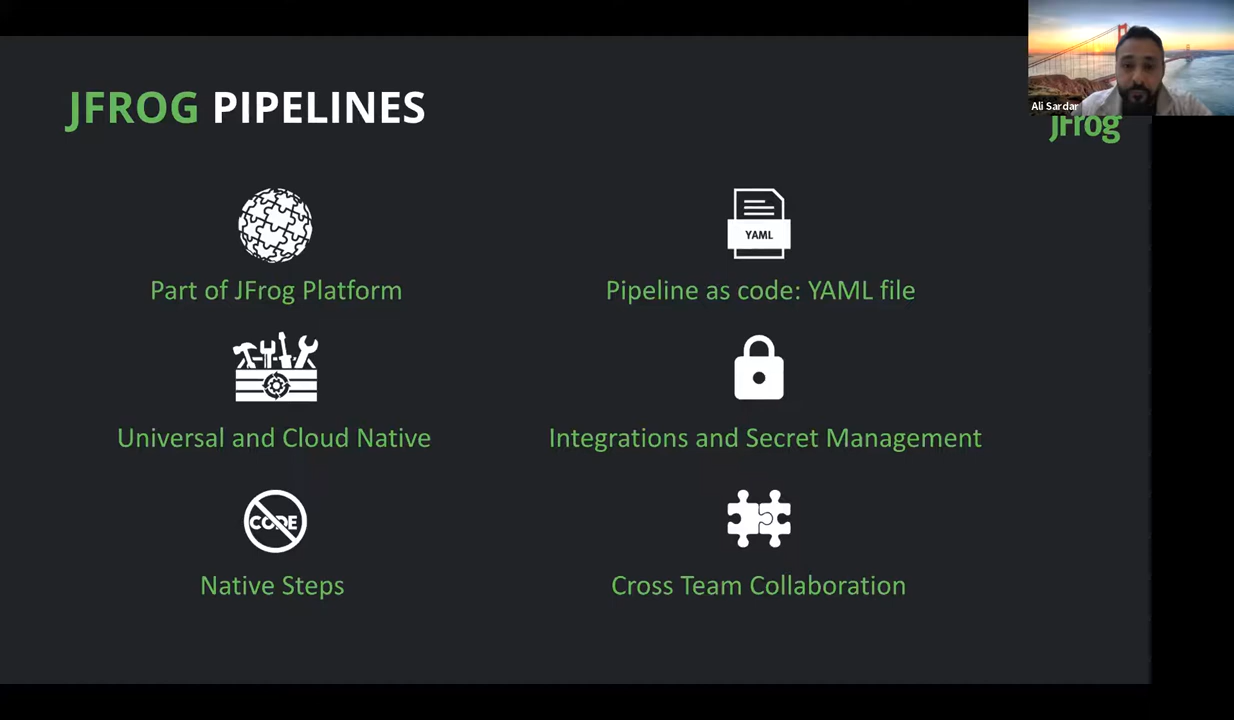 JFROG PIPELINES
Ali Sardar
JFrog
YAML
Part of JFrog Platform
Pipeline as code: YAML file
Universal and Cloud Native
Integrations and Secret Management
CODE
Native Steps
Cross Team Collaboration